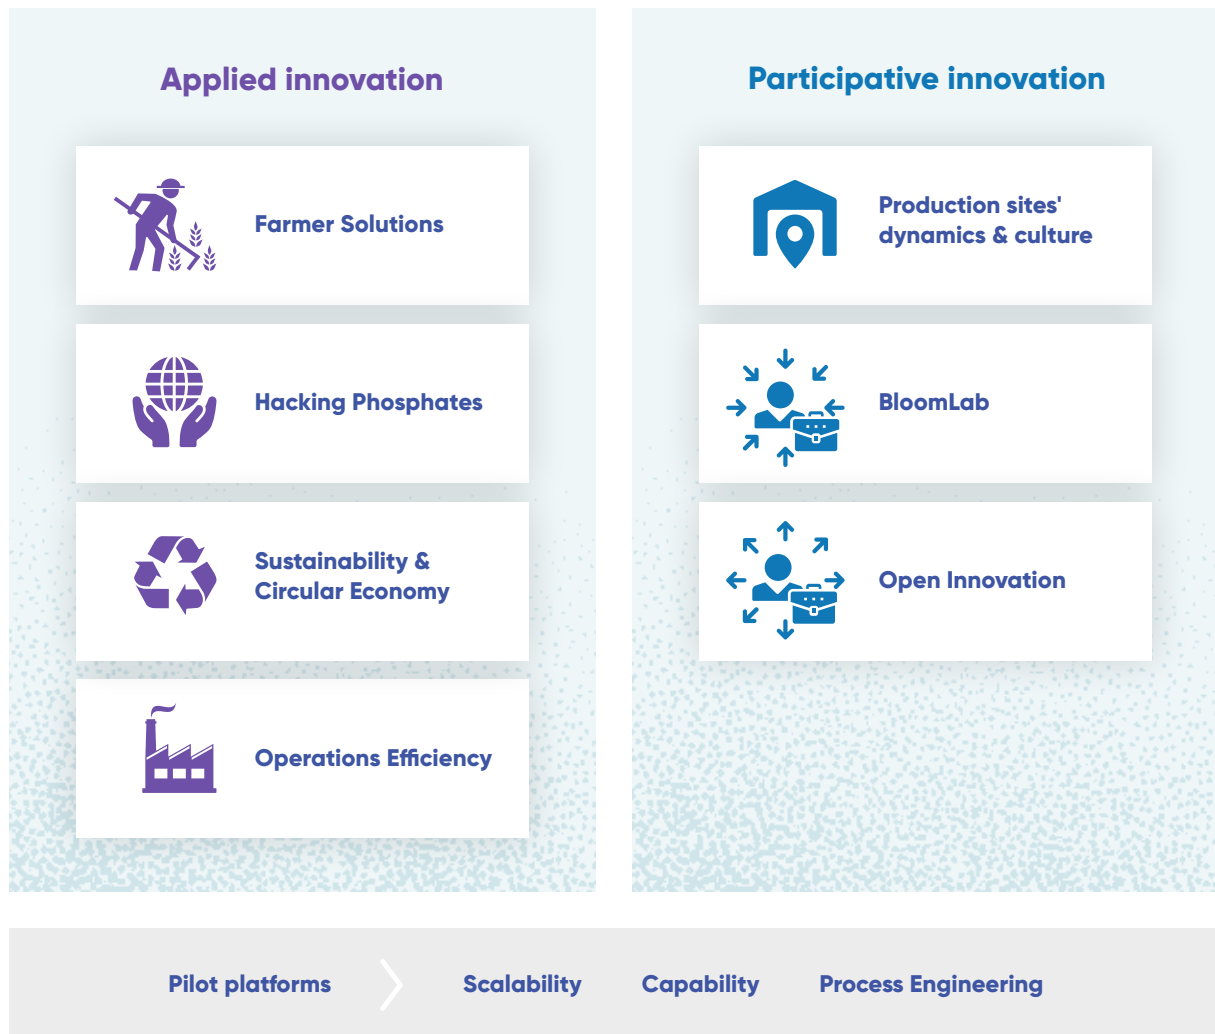 Applied innovation
Farmer Solutions
Hacking Phosphates
Sustainability &
Circular Economy
Operations Efficiency
Participative innovation
Production sites'
dynamics & culture
BloomLab
Open Innovation
Pilot platforms
Scalability
Capability
Process Engineering